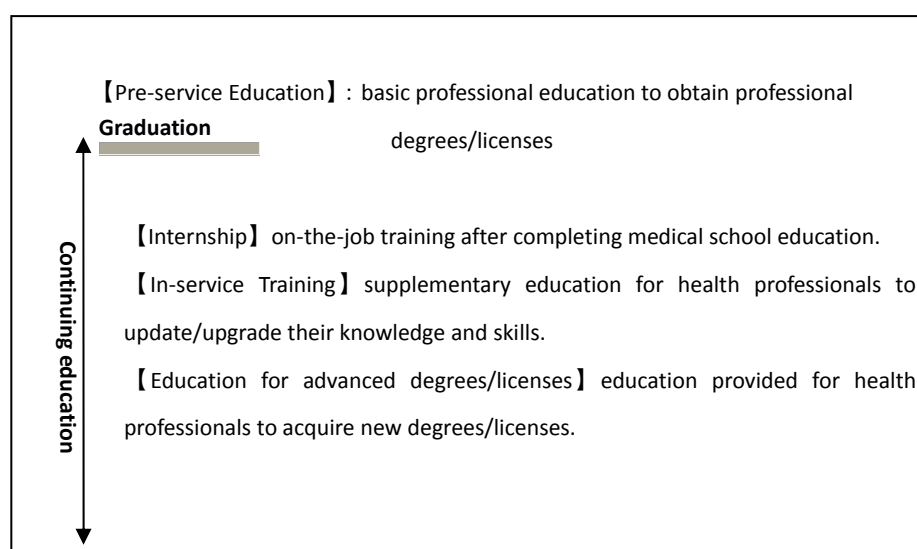 【Pre-service Education】: basic professional education to obtain professional
Graduation
degrees/licenses
Continuing education
【Internship】on-the-job training after completing medical school education.
【In-service Training】supplementary education for health professionals to
update/upgrade their knowledge and skills.
【Education for advanced degrees/licenses】education provided for health
professionals to acquire new degrees/licenses.